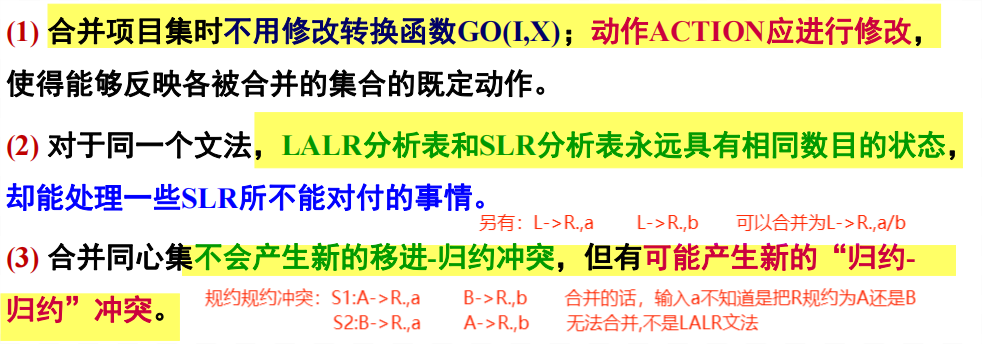 (1) 合并项目集时不用修改转换函数GO(I,X)；动作ACTION应进行修改，
使得能够反映各被合并的集合的既定动作。
(2) 对于同一个文法，LALR分析表和SLR分析表永远具有相同数目的状态，
却能处理一些SLR所不能对付的事情。
另有：L->R.,a L->R.,b 可以合并为L->R.,a/b
(3) 合并同心集不会产生新的移进-归约冲突，但有可能产生新的“归约-
归约”冲突。
规约规约冲突：S1:A->R.,a B->R.,b 合并的话，输入a不知道是把R规约为A还是B
S2:B->R.,a A->R.,b 无法合并,不是LALR文法